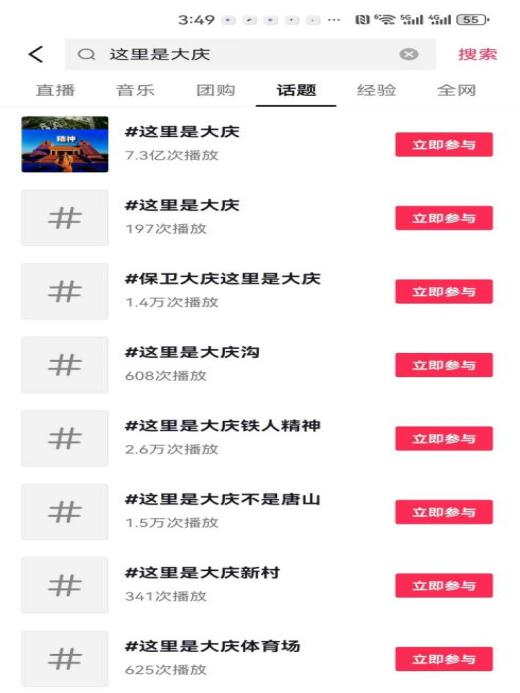 3:49 55
这里是大庆 搜索
直播 音乐 团购 话题 经验 全网
精神
#这里是大庆
7.3亿次播放
立即参与
#这里是大庆
197次播放
立即参与
#保卫大庆这里是大庆
1.4万次播放
立即参与
#这里是大庆沟
608次播放
立即参与
#这里是大庆铁人精神
2.6万次播放
立即参与
#这里是大庆不是唐山
1.5万次播放
立即参与
#这里是大庆新村
341次播放
立即参与
#这里是大庆体育场
625次播放
立即参与